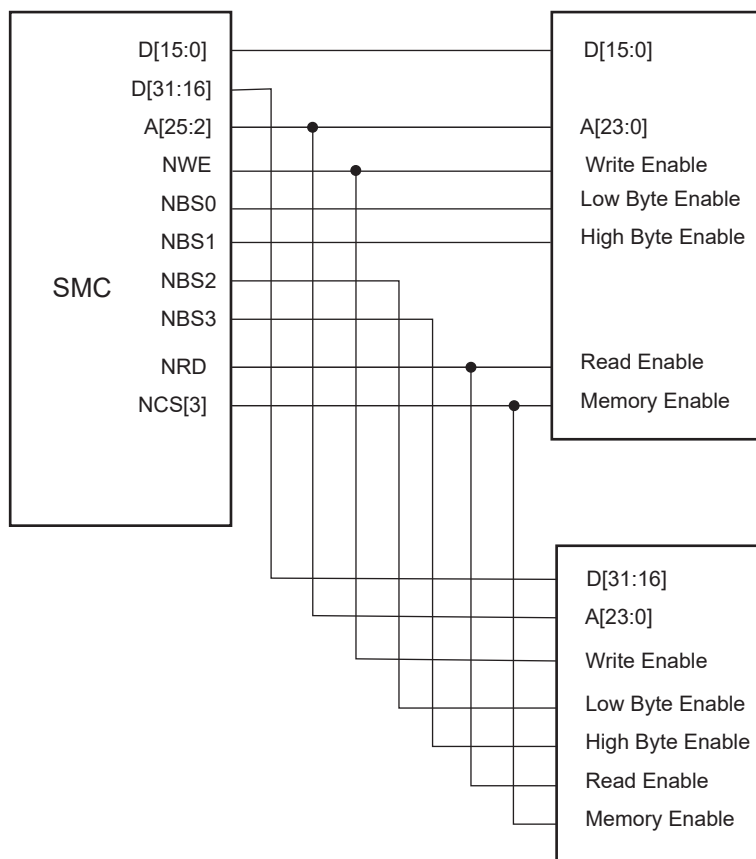 SMC
D[15:0]
D[31:16]
A[25:2]
NWE
NBS0
NBS1
NBS2
NBS3
NRD
NCS[3]
D[15:0]
A[23:0]
Write Enable
Low Byte Enable
High Byte Enable
Read Enable
Memory Enable
D[31:16]
A[23:0]
Write Enable
Low Byte Enable
High Byte Enable
Read Enable
Memory Enable